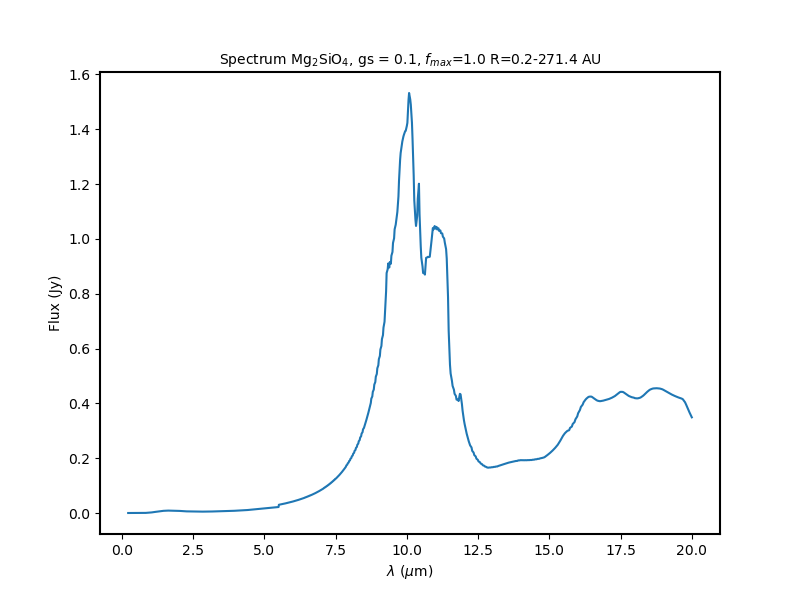 Spectrum Mg₂SiO₄, gs = 0.1, fₘₐₓ=1.0 R=0.2-271.4 AU
1.6
1.4
1.2
1.0
0.8
0.6
0.4
0.2
0.0
Flux (Jy)
0.0 2.5 5.0 7.5 10.0 12.5 15.0 17.5 20.0
λ (μm)